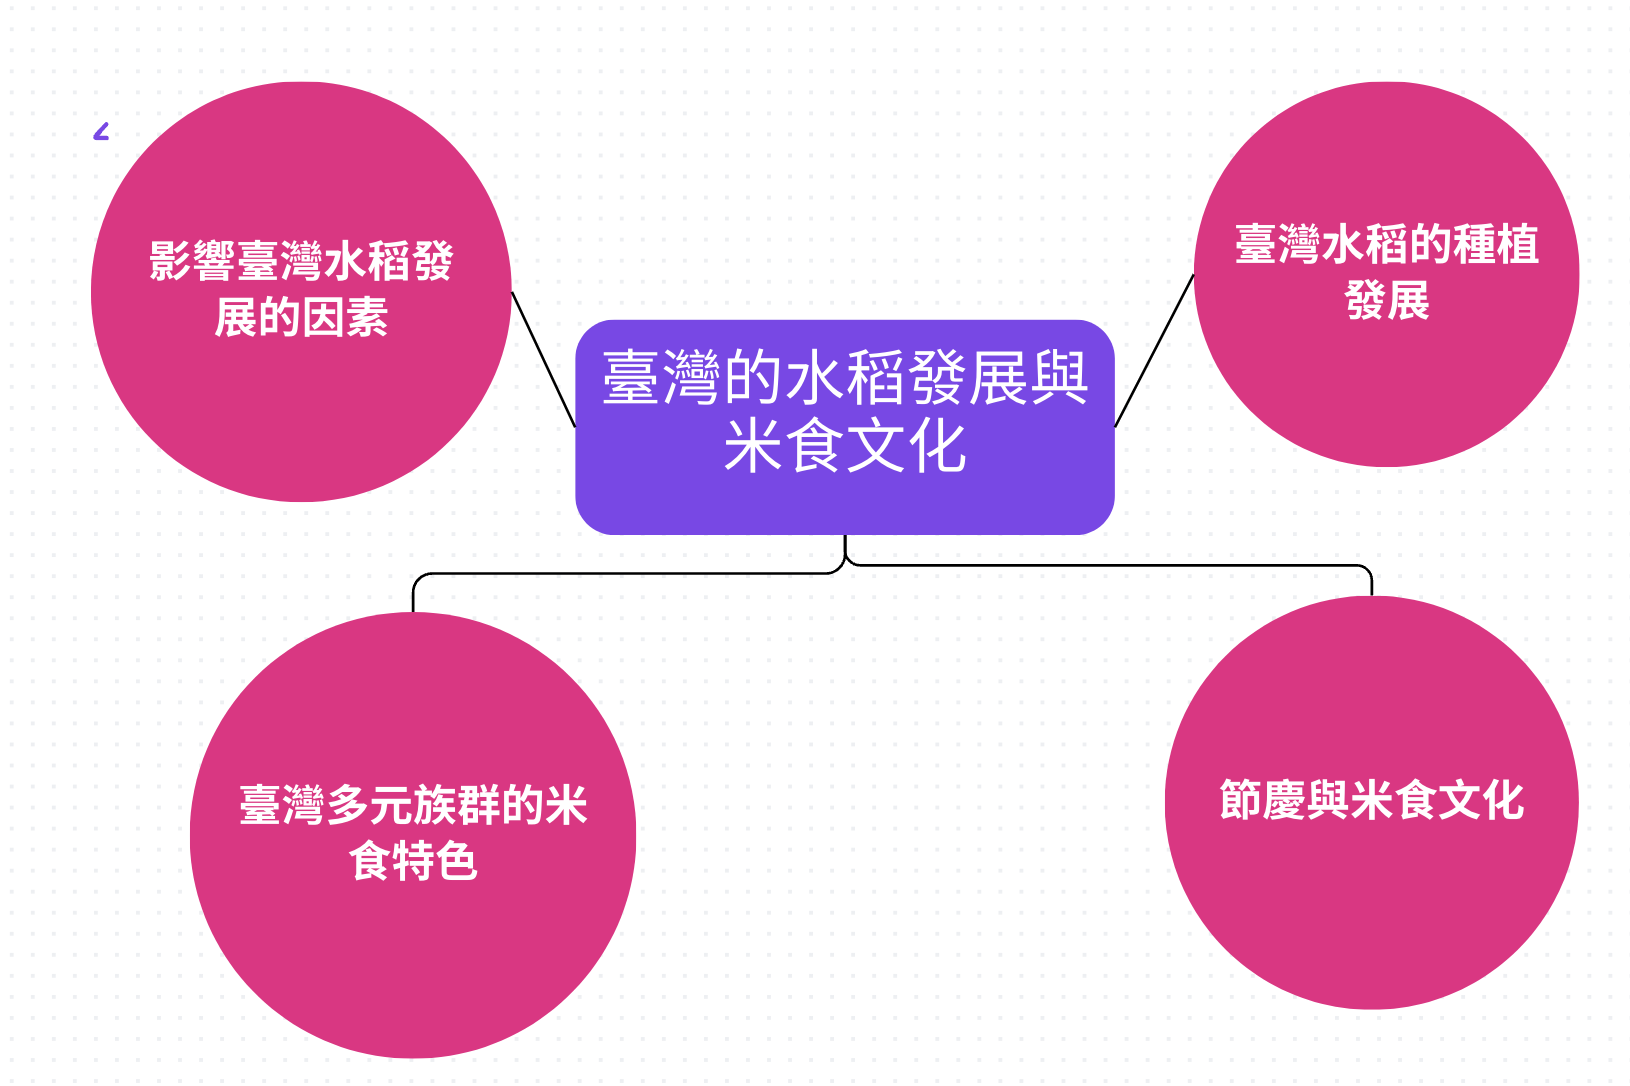 影響臺灣水稻發
展的因素
臺灣水稻的種植
發展
臺灣的水稻發展與
米食文化
臺灣多元族群的米
食特色
節慶與米食文化